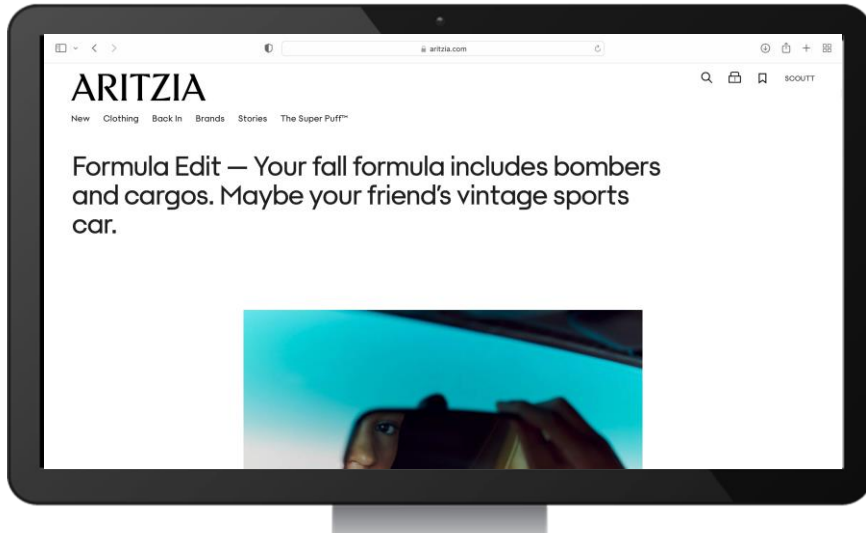 aritzia.com
ARITZIA
SCOUTT
New Clothing Back In Brands Stories The Super Puff™
Formula Edit — Your fall formula includes bombers
and cargos. Maybe your friend's vintage sports
car.